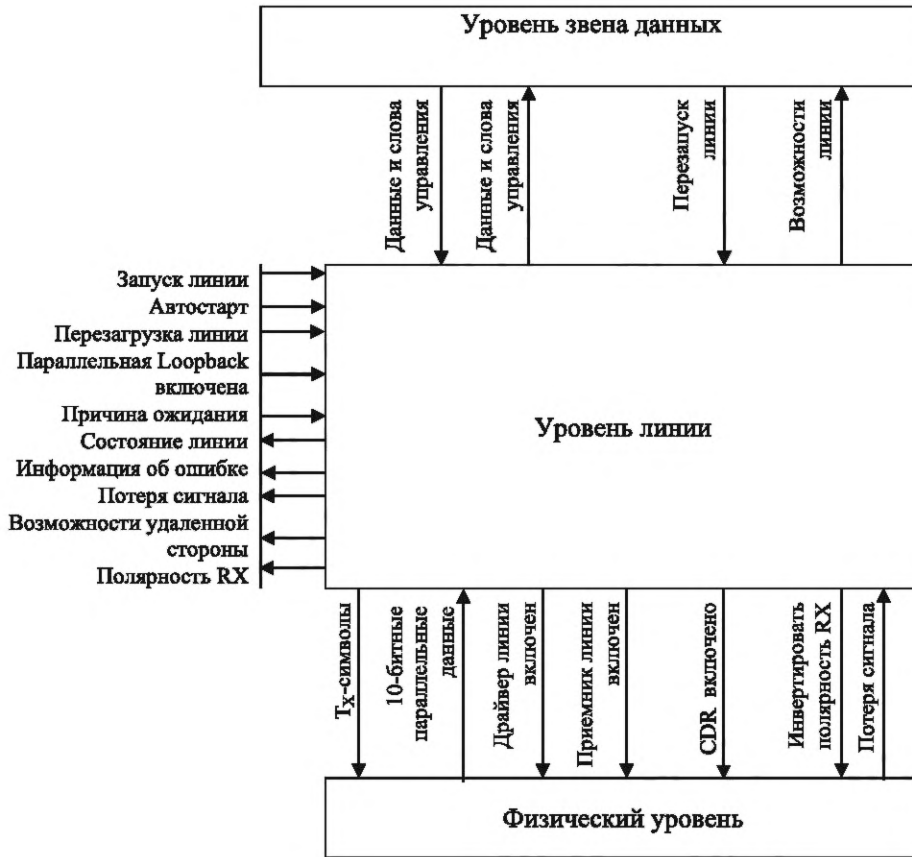 Уровень звена данных
Данные и слова
управления
Данные и слова
управления
Перезапуск
линии
Возможности
линии
Запуск линии
Автостарт
Перезагрузка линии
Параллельная Loopback
включена
Причина ожидания
Состояние линии
Информация об ошибке
Потеря сигнала
Возможности удаленной
стороны
Полярность RX
Уровень линии
Tx-символы
10-битные
параллельные
данные
Драйвер линии
включен
Приемник линии
включен
CDR включено
Инвертировать
полярность RX
Потеря сигнала
Физический уровень